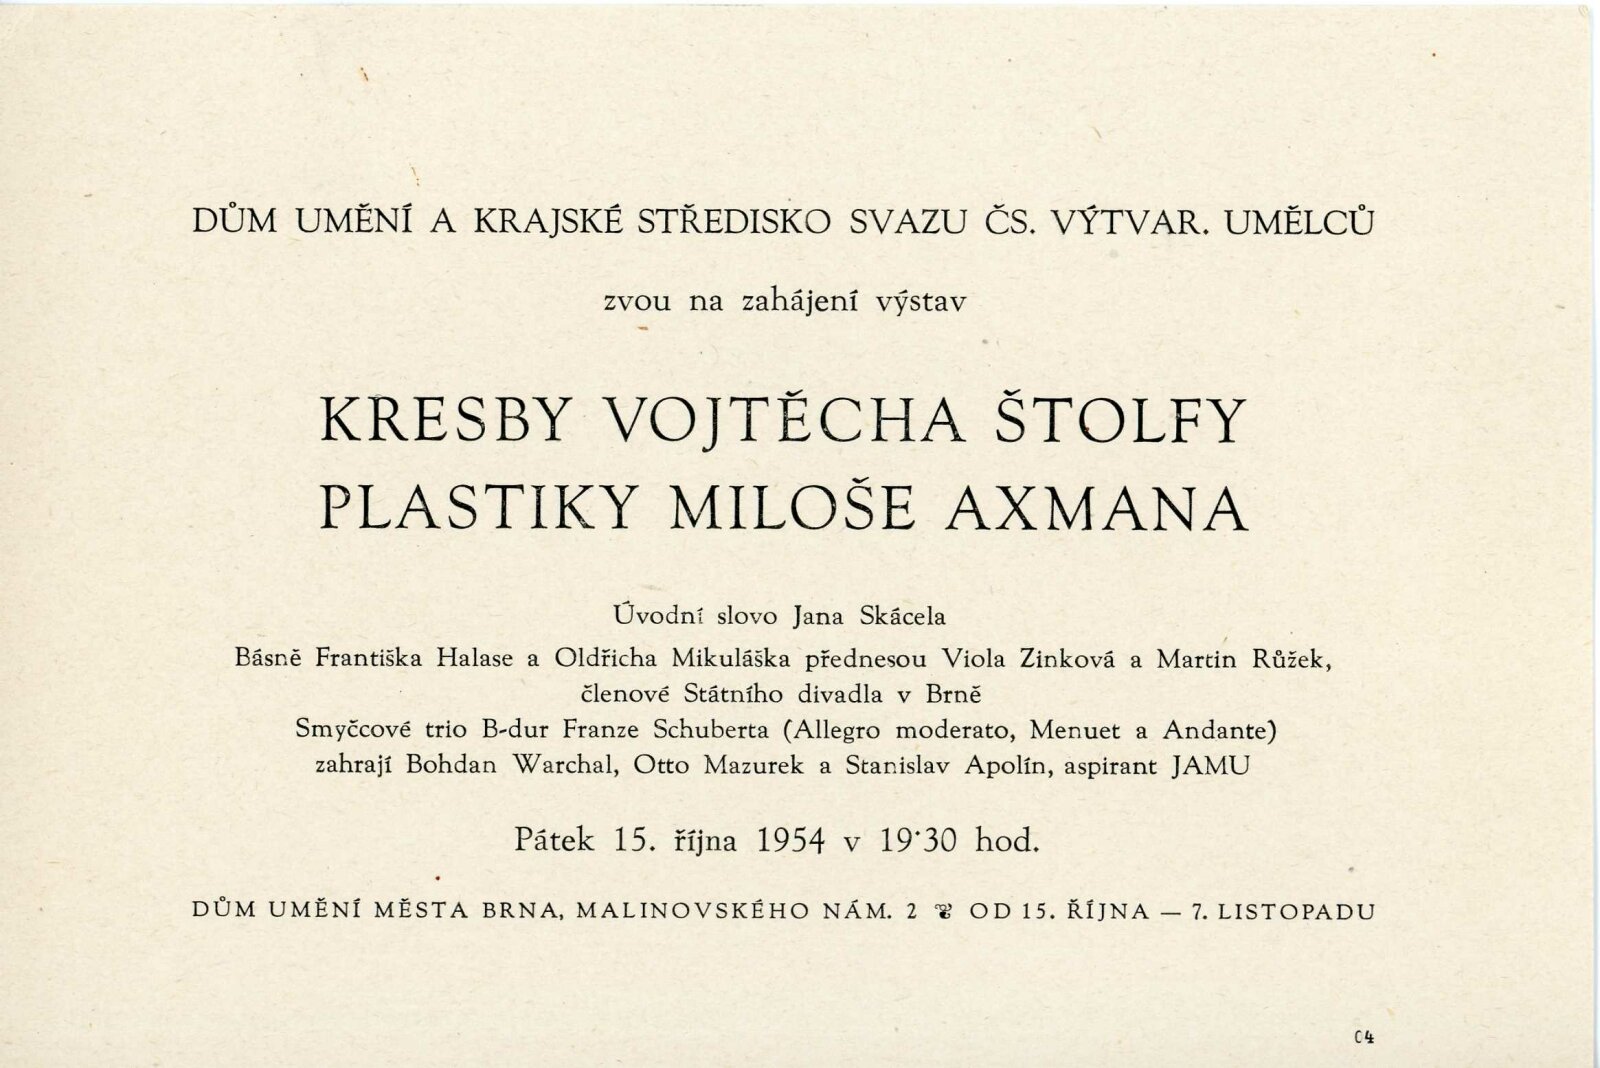 DŮM UMĚNÍ A KRAJSKÉ STŘEDISKO SVAZU ČS. VÝTVAR. UMĚLCŮ
zvou na zahájení výstav
KRESBY VOJTĚCHA ŠTOLFY
PLASTIKY MILOŠE AXMANA
Úvodní slovo Jana Skácela
Básně Františka Halase a Oldřicha Mikuláška přednesou Viola Zinková a Martin Růžek,
členové Státního divadla v Brně
Smyčcové trio B-dur Franze Schuberta (Allegro moderato, Menuet a Andante)
zahrají Bohdan Warchal, Otto Mazurek a Stanislav Apolín, aspirant JAMU
Pátek 15. října 1954 v 19·30 hod.
DŮM UMĚNÍ MĚSTA BRNA, MALINOVSKÉHO NÁM. 2 ❦ OD 15. ŘÍJNA — 7. LISTOPADU
04